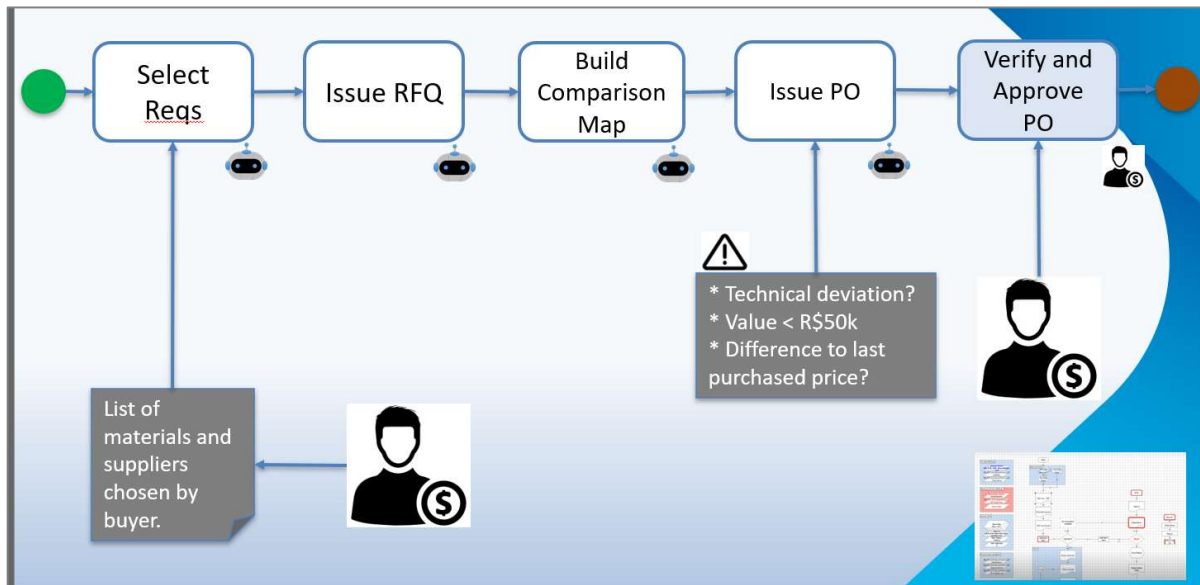 Select
Reqs
Issue RFQ
Build
Comparison
Map
Issue PO
Verify and
Approve
PO
* Technical deviation?
* Value < R$50k
* Difference to last
purchased price?
List of
materials and
suppliers
chosen by
buyer.